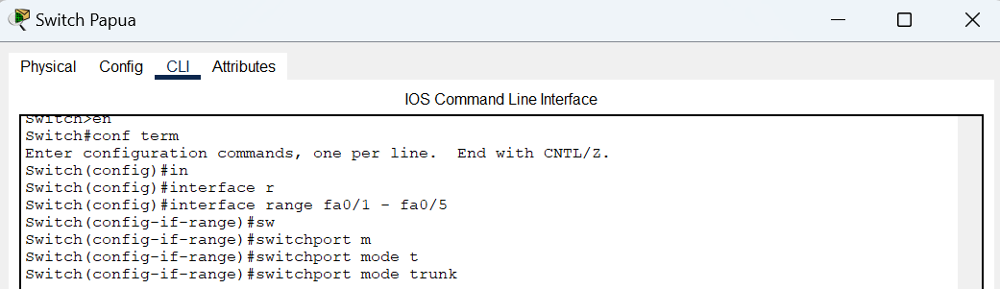 Switch Papua
Physical Config CLI Attributes
IOS Command Line Interface
Switch>en
Switch#conf term
Enter configuration commands, one per line.  End with CNTL/Z.
Switch(config)#in
Switch(config)#interface r
Switch(config)#interface range fa0/1 - fa0/5
Switch(config-if-range)#sw
Switch(config-if-range)#switchport m
Switch(config-if-range)#switchport mode t
Switch(config-if-range)#switchport mode trunk